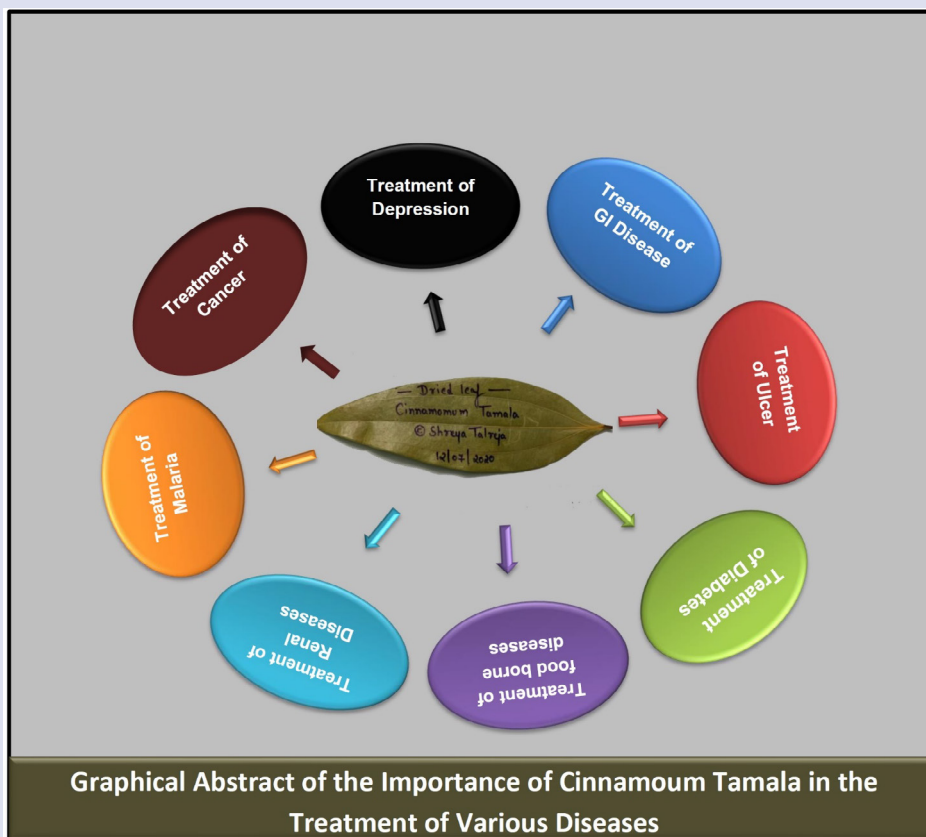 Treatment of
Depression
Treatment of
GI Disease
Treatment
of Ulcer
Treatment
of Diabetes
Treatment of
food borne
diseases
Treatment of
Renal
Diseases
Treatment of
Malaria
Treatment of
Cancer
— Dried leaf —
Cinnamomum Tamala
© Shreya Talreja
12/07/2020
Graphical Abstract of the Importance of Cinnamoum Tamala in the
Treatment of Various Diseases